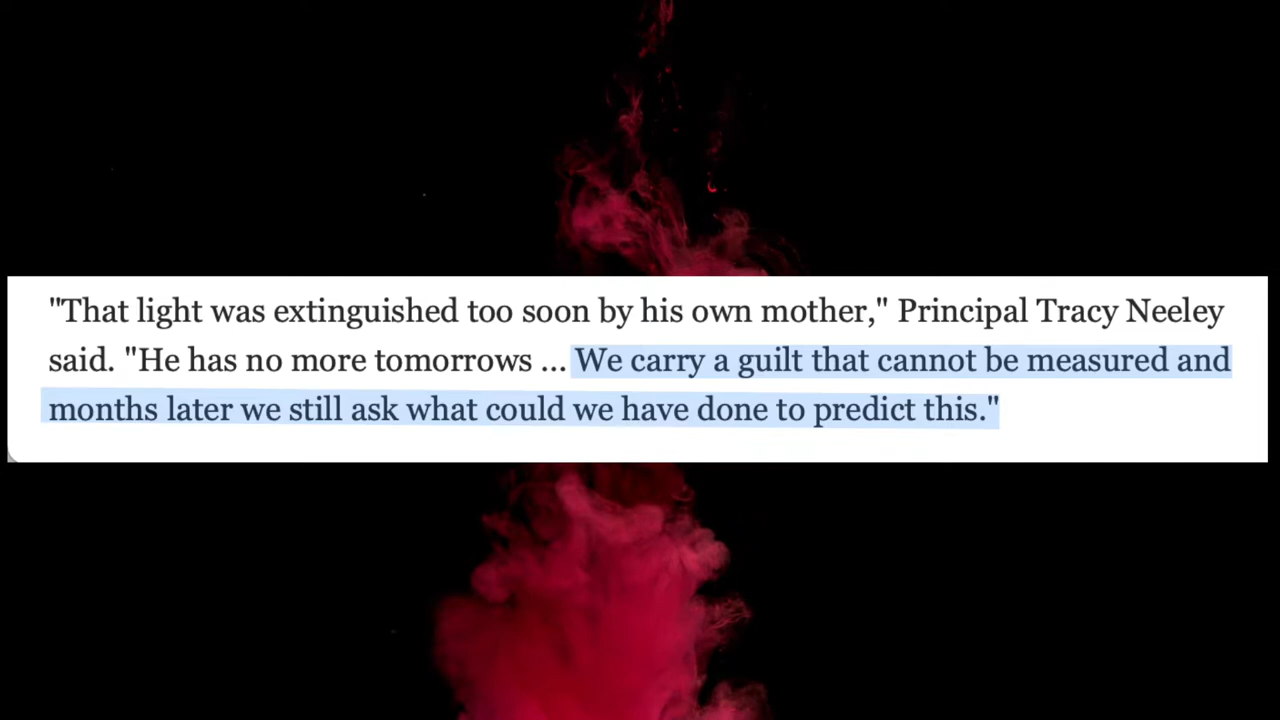 "That light was extinguished too soon by his own mother," Principal Tracy Neeley
said. "He has no more tomorrows ... We carry a guilt that cannot be measured and
months later we still ask what could we have done to predict this."